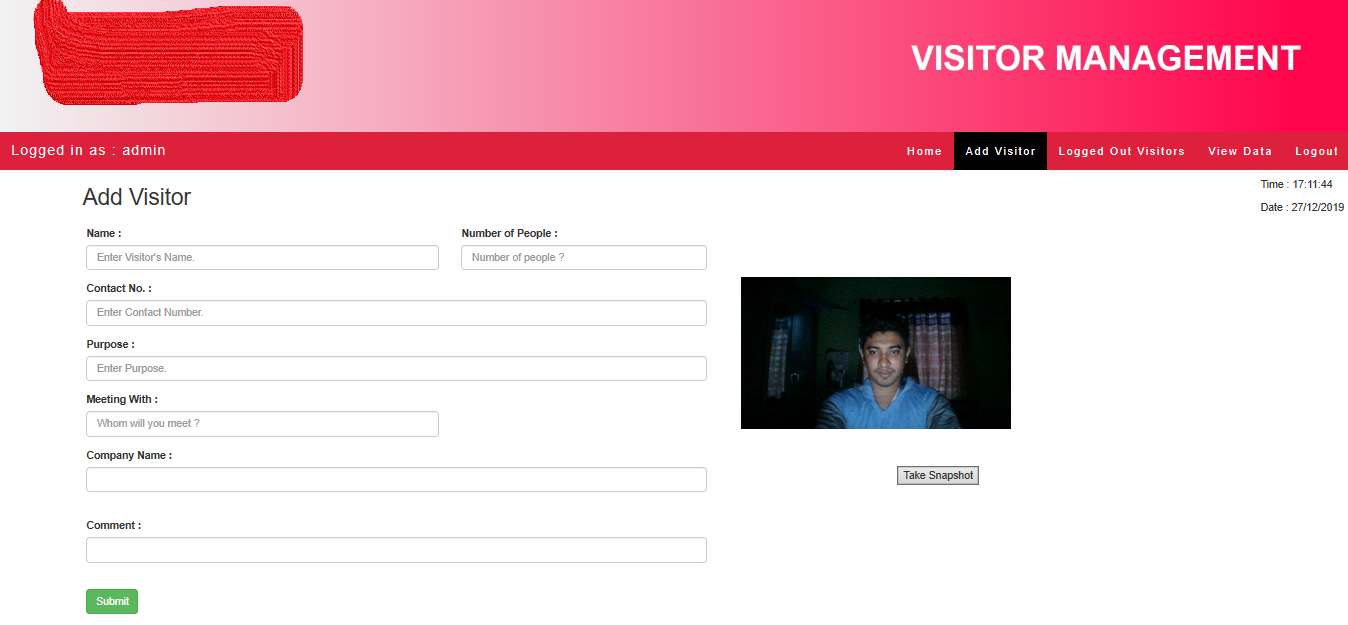 VISITOR MANAGEMENT
Logged in as : admin
Home
Add Visitor
Logged Out Visitors
View Data
Logout
Time : 17:11:44
Date : 27/12/2019
Add Visitor
Name :
Number of People :
Enter Visitor's Name.
Number of people ?
Contact No. :
Enter Contact Number.
Purpose :
Enter Purpose.
Meeting With :
Whom will you meet ?
Company Name :
Take Snapshot
Comment :
Submit